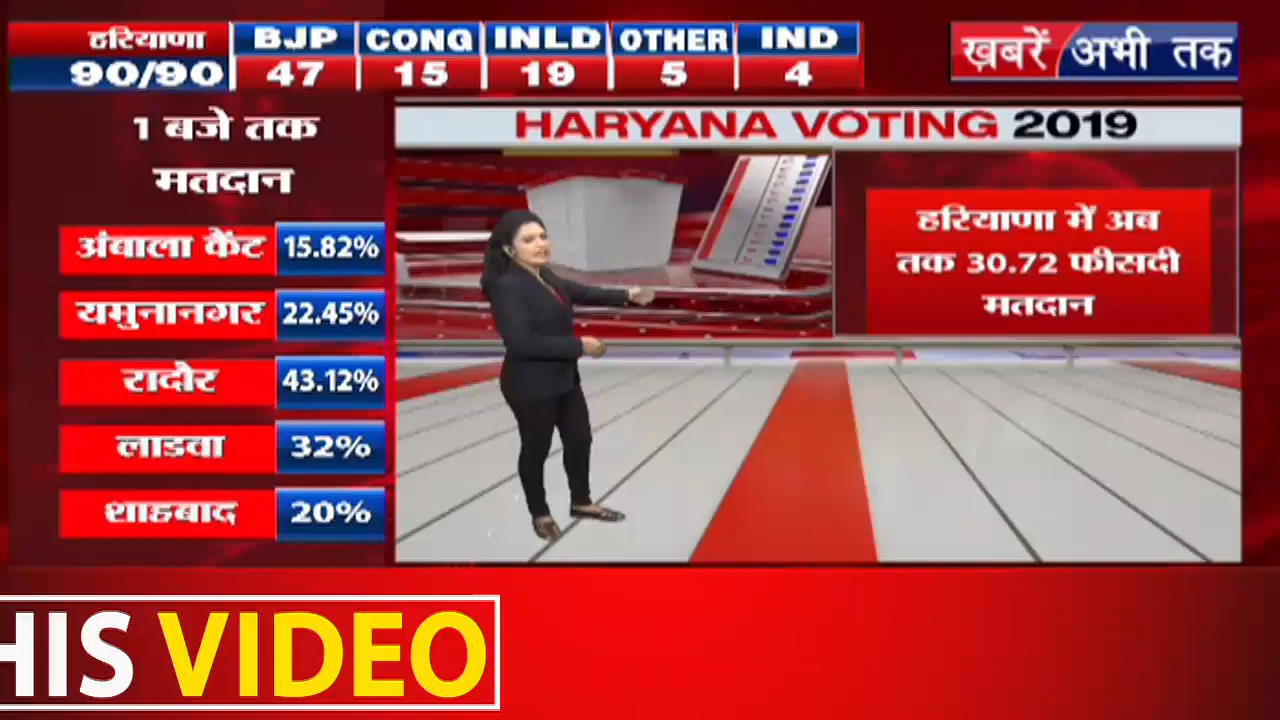 हरियाणा BJP CONG INLD OTHER IND
90/90 47 15 19 5 4
ख़बरें अभी तक
1 बजे तक
मतदान
HARYANA VOTING 2019
अंबाला कैंट 15.82%
यमुनानगर 22.45%
रादौर 43.12%
लाडवा 32%
शाहबाद 20%
हरियाणा में अब
तक 30.72 फीसदी
मतदान
HIS VIDEO